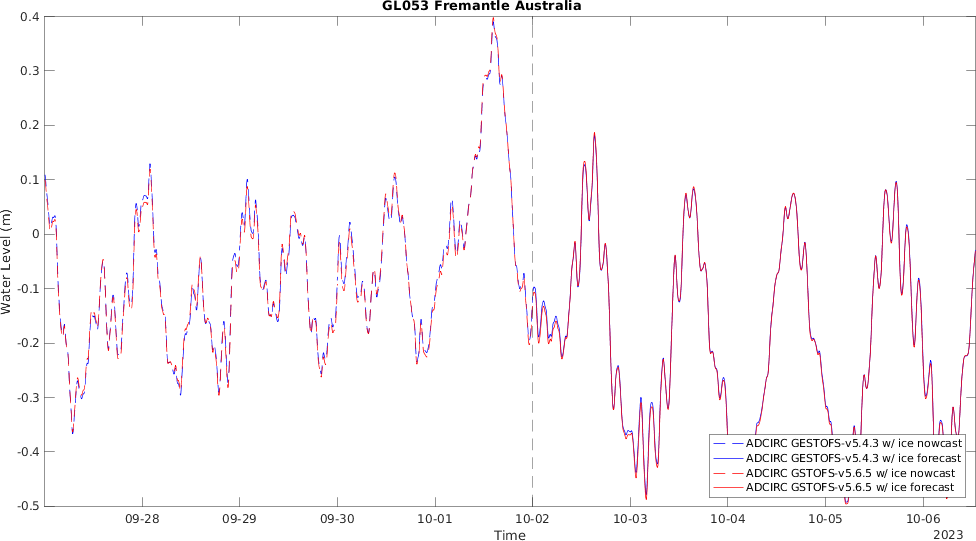 GL053 Fremantle Australia
0.4
0.3
0.2
0.1
0
-0.1
-0.2
-0.3
-0.4
-0.5
Water Level (m)
ADCIRC GESTOFS-v5.4.3 w/ ice nowcast
ADCIRC GESTOFS-v5.4.3 w/ ice forecast
ADCIRC GSTOFS-v5.6.5 w/ ice nowcast
ADCIRC GSTOFS-v5.6.5 w/ ice forecast
09-28 09-29 09-30 10-01 10-02 10-03 10-04 10-05 10-06
Time
2023